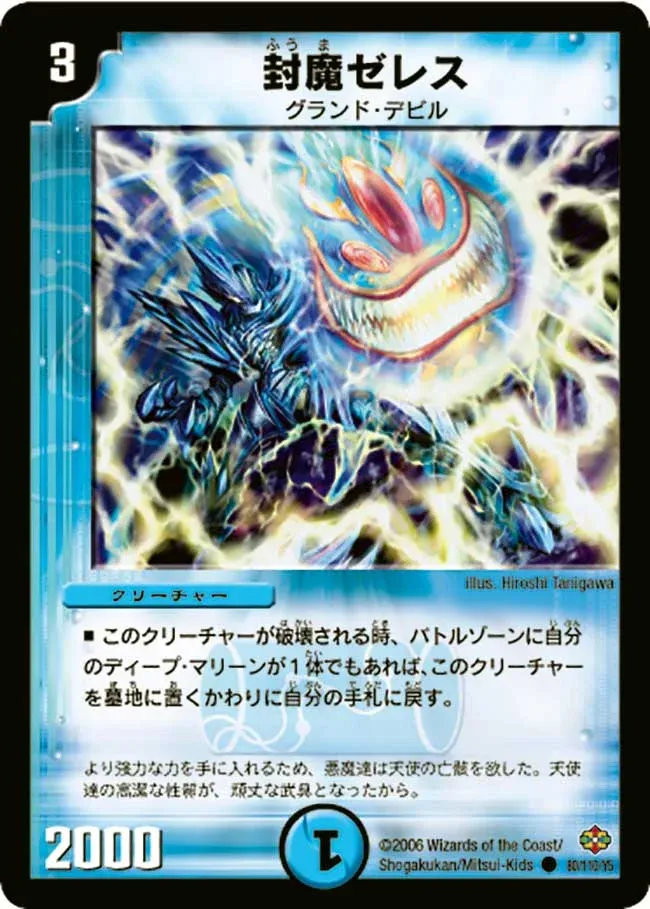 3
ふう ま
封魔ゼレス
グランド・デビル
illus. Hiroshi Tanigawa
クリーチャー
■ このクリーチャーが破壊される時、バトルゾーンに自分
のディープ・マリーンが1体でもあれば、このクリーチャー
を墓地に置くかわりに自分の手札に戻す。
より強力な力を手に入れるため、悪魔達は天使の亡骸を欲した。天使
達の高潔な性質が、頑丈な武具となったから。
2000
1
©2006 Wizards of the Coast/
Shogakukan/Mitsui-Kids
80/110 Y5